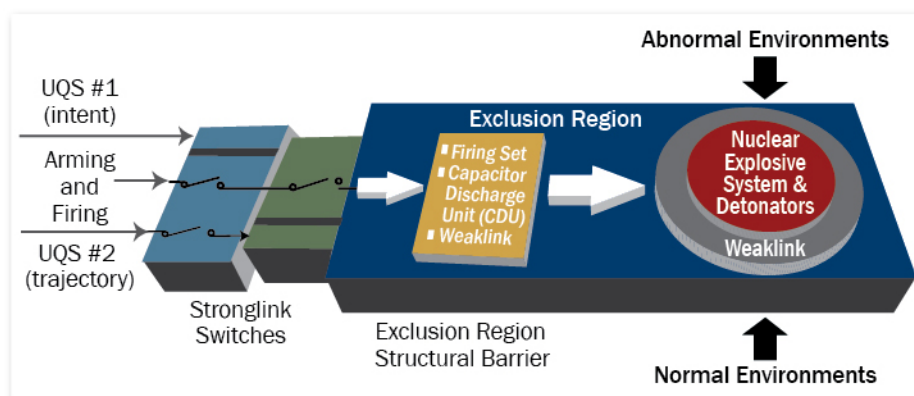 Abnormal Environments
UQS #1
(intent)
Arming
and
Firing
UQS #2
(trajectory)
Stronglink
Switches
Exclusion Region
Firing Set
Capacitor
Discharge
Unit (CDU)
Weaklink
Nuclear
Explosive
System &
Detonators
Weaklink
Exclusion Region
Structural Barrier
Normal Environments